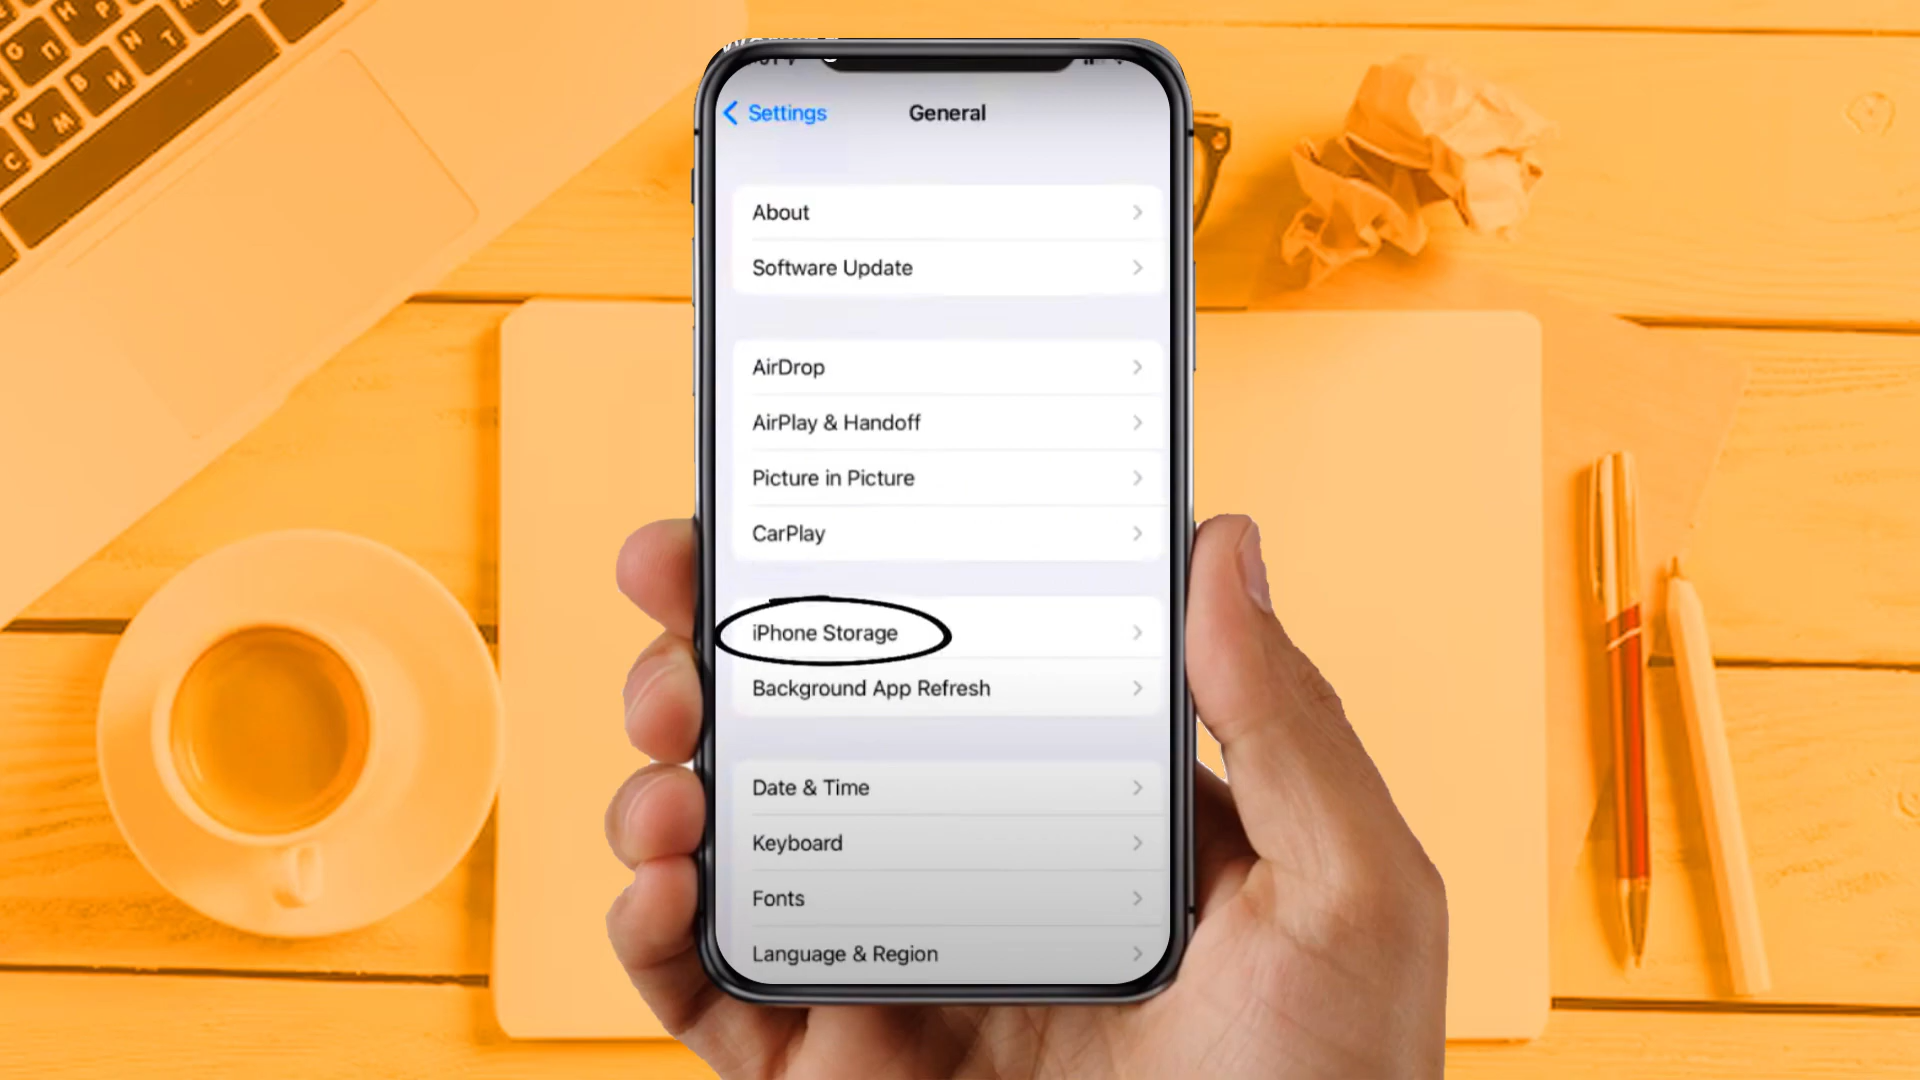 Settings
General
About
Software Update
AirDrop
AirPlay & Handoff
Picture in Picture
CarPlay
iPhone Storage
Background App Refresh
Date & Time
Keyboard
Fonts
Language & Region